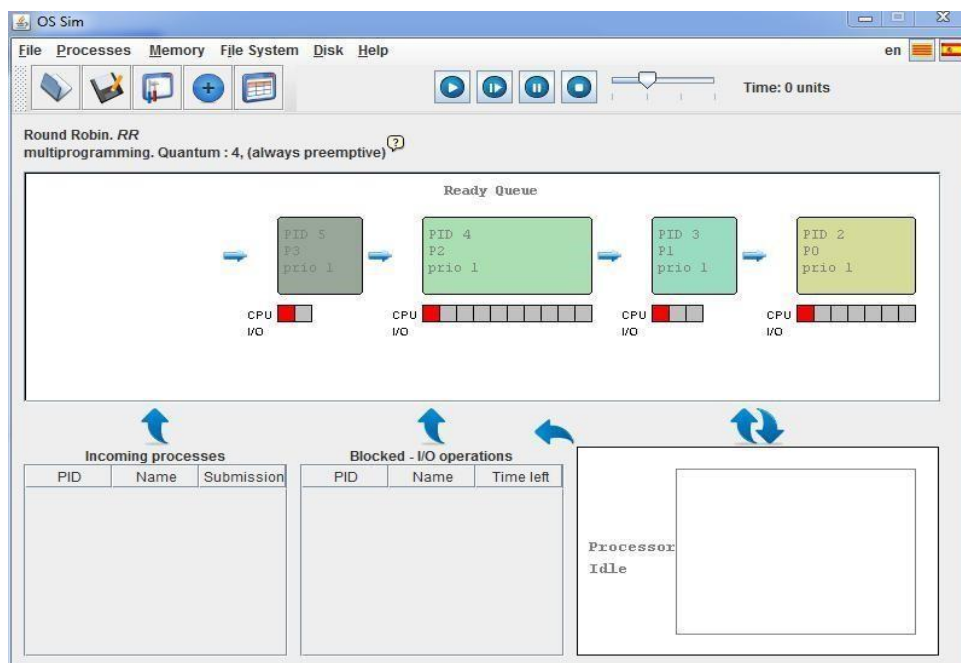 OS Sim
File Processes Memory File System Disk Help en
Time: 0 units
Round Robin. RR
multiprogramming. Quantum : 4, (always preemptive) ?
Ready Queue
PID 5 PID 4 PID 3 PID 2
P3 P2 P1 P0
prio 1 prio 1 prio 1 prio 1
CPU CPU CPU CPU
I/O I/O I/O I/O
Incoming processes Blocked - I/O operations
PID Name Submission PID Name Time left
Processor
Idle